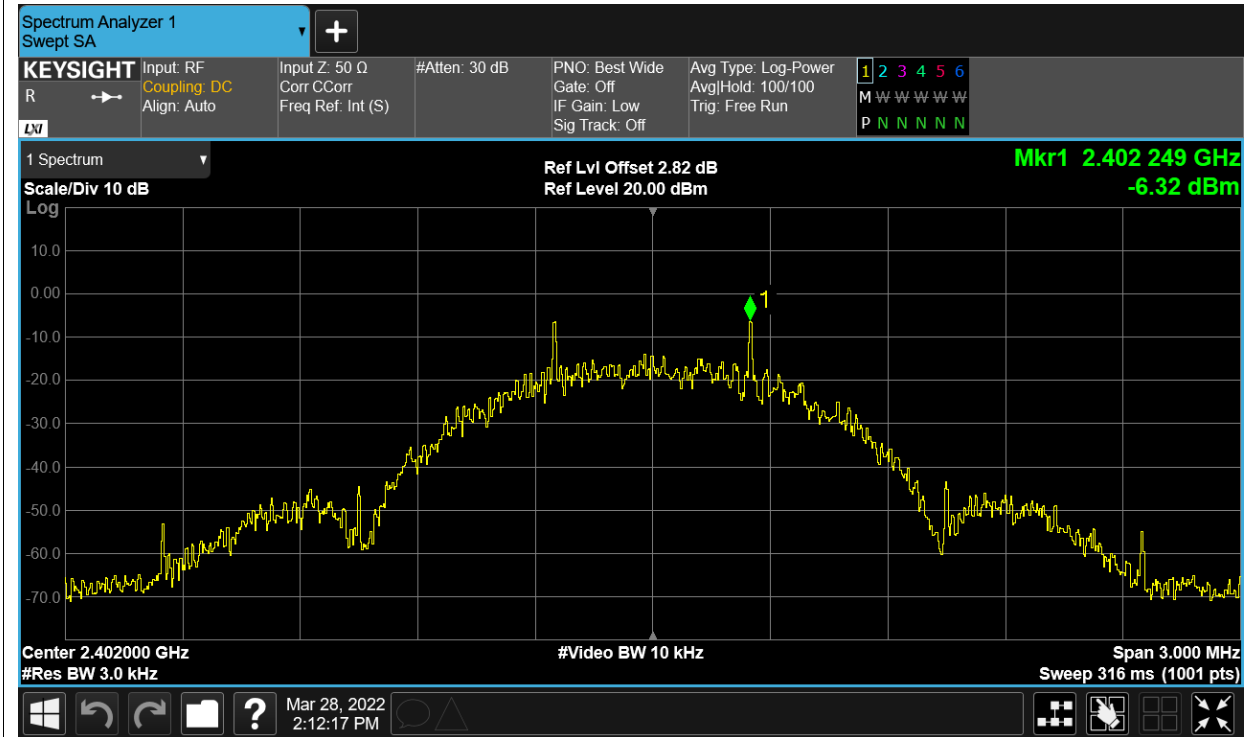 Spectrum Analyzer 1
Swept SA
+
KEYSIGHT Input: RF Input Z: 50 Ω #Atten: 30 dB PNO: Best Wide Avg Type: Log-Power 1 2 3 4 5 6
R Coupling: DC Corr CCorr Gate: Off Avg|Hold: 100/100 M W W W W W
Align: Auto Freq Ref: Int (S) IF Gain: Low Trig: Free Run
LXI Sig Track: Off P N N N N N
1 Spectrum Ref Lvl Offset 2.82 dB Mkr1 2.402 249 GHz
Scale/Div 10 dB Ref Level 20.00 dBm -6.32 dBm
Log
10.0
0.00
1
-10.0
-20.0
-30.0
-40.0
-50.0
-60.0
-70.0
Center 2.402000 GHz #Video BW 10 kHz Span 3.000 MHz
#Res BW 3.0 kHz Sweep 316 ms (1001 pts)
? Mar 28, 2022
2:12:17 PM